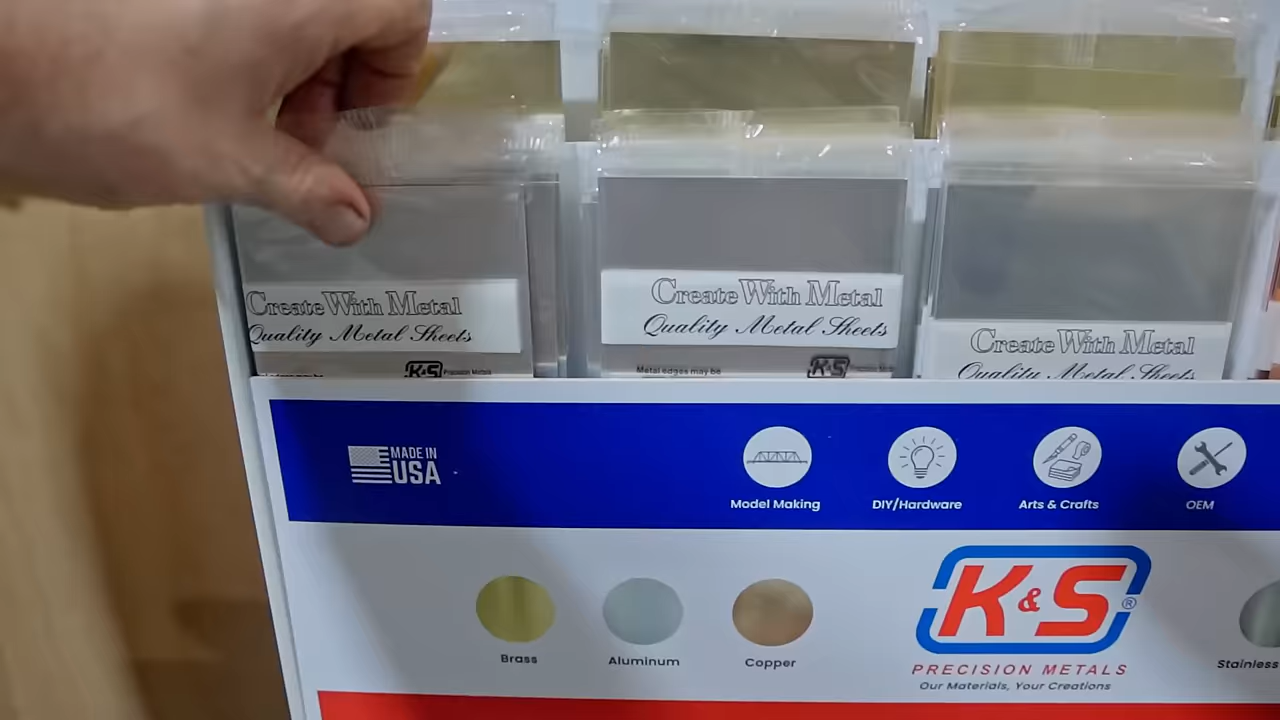 Create With Metal
Quality Metal Sheets
K&S Precision Metals
Create With Metal
Quality Metal Sheets
Metal edges may be
K&S
Create With Metal
Quality Metal Sheets
MADE IN
USA
Model Making
DIY/Hardware
Arts & Crafts
OEM
Brass
Aluminum
Copper
K&S®
PRECISION METALS
Our Materials, Your Creations
Stainless